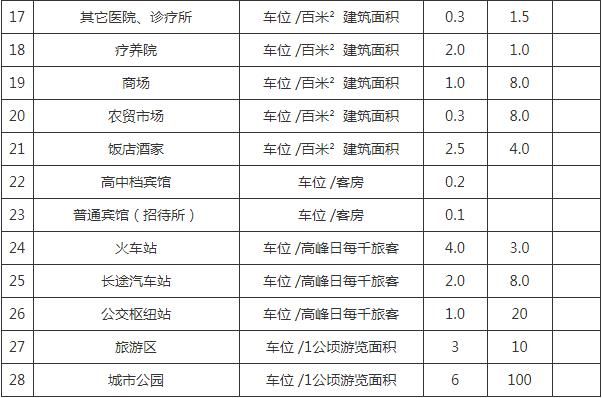 17 其它医院、诊疗所 车位 /百米² 建筑面积 0.3 1.5
18 疗养院 车位 /百米² 建筑面积 2.0 1.0
19 商场 车位 /百米² 建筑面积 1.0 8.0
20 农贸市场 车位 /百米² 建筑面积 0.3 8.0
21 饭店酒家 车位 /百米² 建筑面积 2.5 4.0
22 高中档宾馆 车位 /客房 0.2
23 普通宾馆（招待所） 车位 /客房 0.1
24 火车站 车位 /高峰日每千旅客 4.0 3.0
25 长途汽车站 车位 /高峰日每千旅客 2.0 8.0
26 公交枢纽站 车位 /高峰日每千旅客 1.0 20
27 旅游区 车位 /1公顷游览面积 3 10
28 城市公园 车位 /1公顷游览面积 6 100